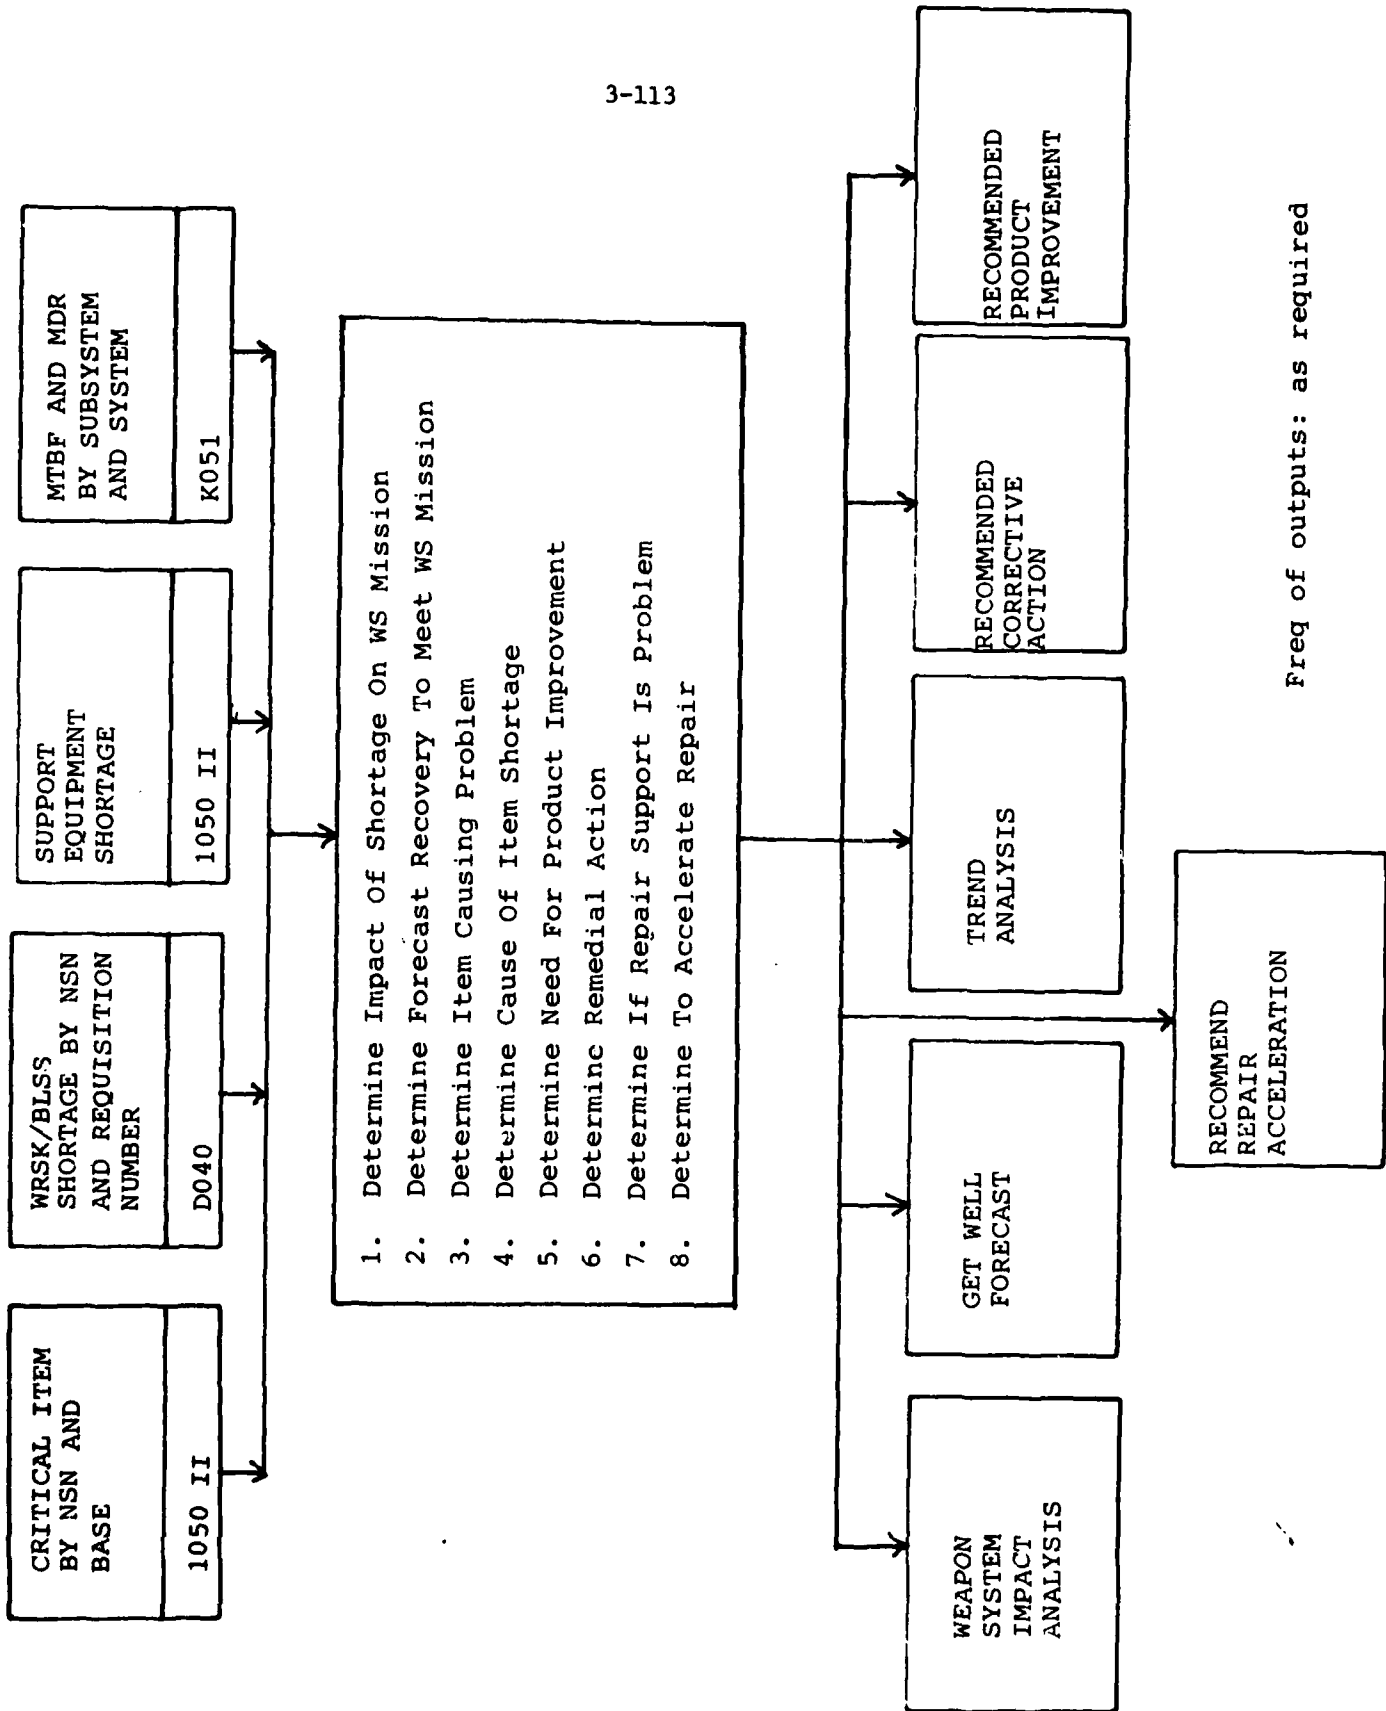 3-113
CRITICAL ITEM
BY NSN AND
BASE
1050 II
WRSK/BLSS
SHORTAGE BY NSN
AND REQUISITION
NUMBER
D040
SUPPORT
EQUIPMENT
SHORTAGE
1050 II
MTBF AND MDR
BY SUBSYSTEM
AND SYSTEM
K051
1. Determine Impact Of Shortage On WS Mission
2. Determine Forecast Recovery To Meet WS Mission
3. Determine Item Causing Problem
4. Determine Cause Of Item Shortage
5. Determine Need For Product Improvement
6. Determine Remedial Action
7. Determine If Repair Support Is Problem
8. Determine To Accelerate Repair
WEAPON
SYSTEM
IMPACT
ANALYSIS
GET WELL
FORECAST
TREND
ANALYSIS
RECOMMENDED
CORRECTIVE
ACTION
RECOMMENDED
PRODUCT
IMPROVEMENT
RECOMMEND
REPAIR
ACCELERATION
Freq of outputs: as required